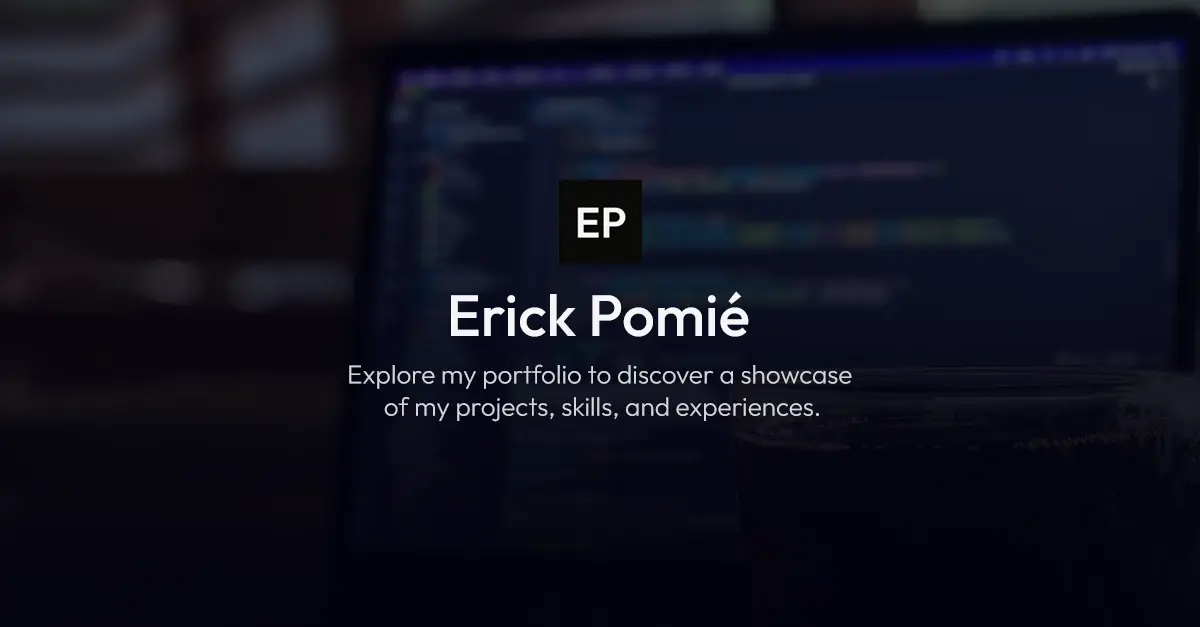 EP
Erick Pomié
Explore my portfolio to discover a showcase
of my projects, skills, and experiences.